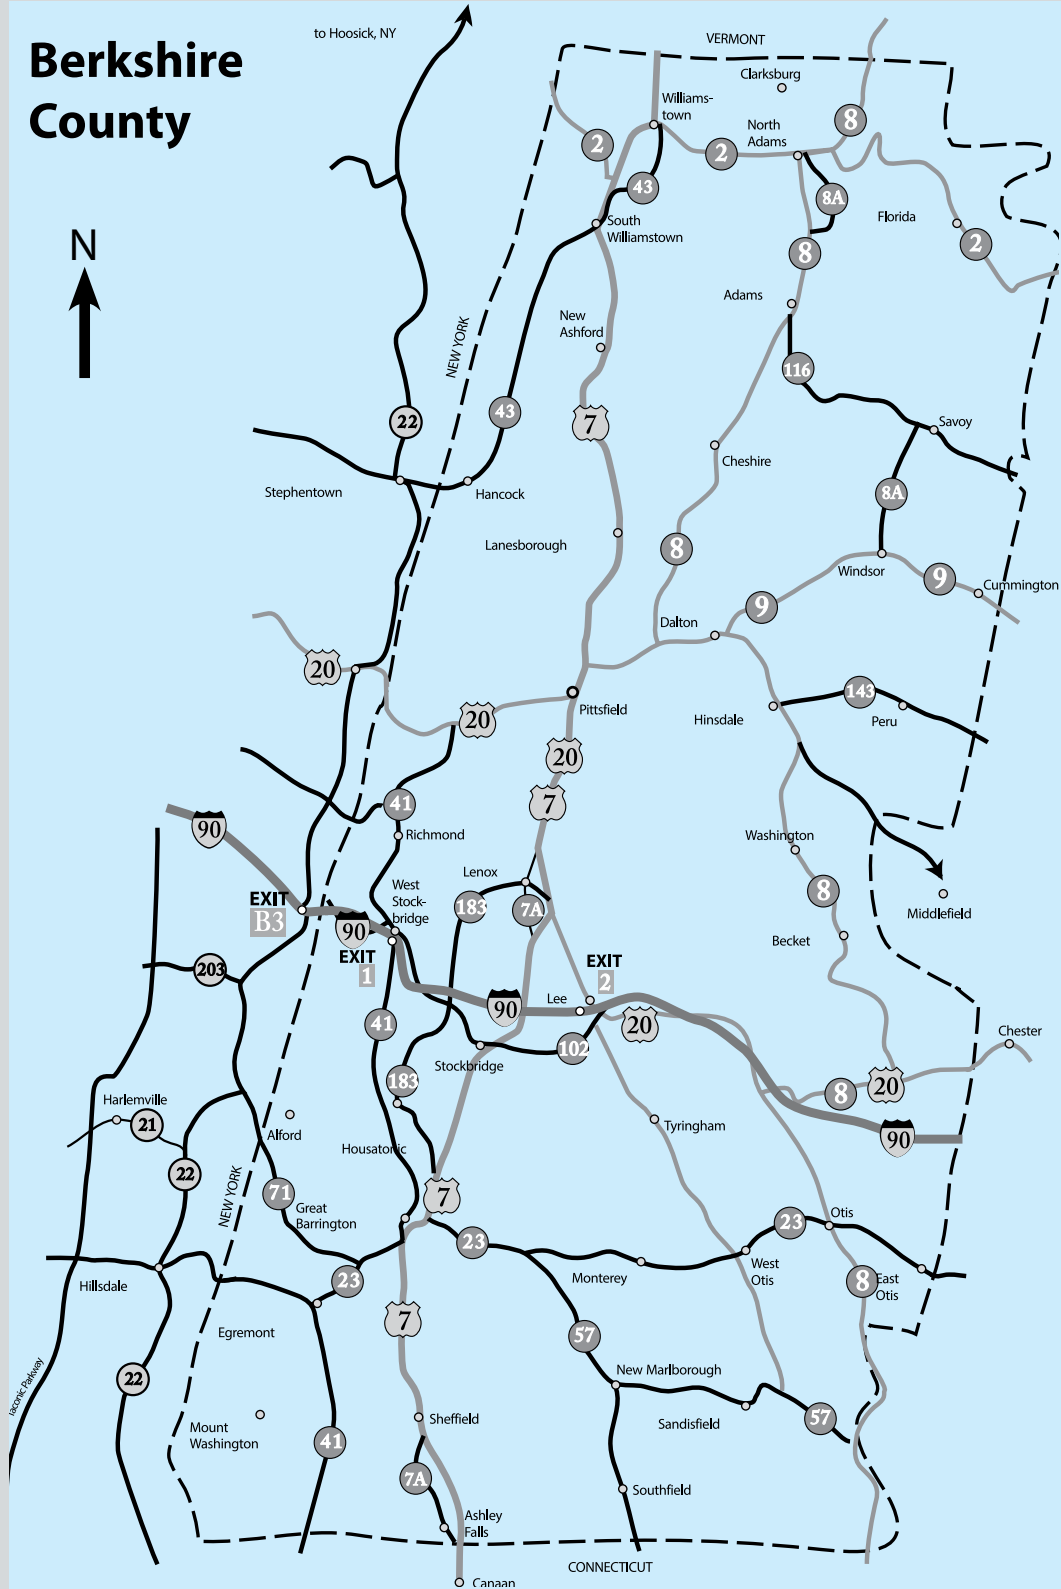 Berkshire
County
to Hoosick, NY
VERMONT
Clarksburg
Williams-
town
North
Adams
8
2
2
43
8A
Florida
South
Williamstown
2
8
N
Adams
New
Ashford
NEW YORK
116
43
7
22
Savoy
Cheshire
Stephentown
Hancock
8A
Lanesborough
8
Windsor
9
Cummington
9
Dalton
20
143
Pittsfield
Hinsdale
Peru
20
20
7
41
90
Richmond
Washington
Lenox
West
Stock-
bridge
8
EXIT
B3
183
7A
Middlefield
90
Becket
EXIT
1
EXIT
2
203
Lee
90
20
41
Chester
102
Stockbridge
183
20
8
Harlemville
21
Alford
Tyringham
90
Housatonic
22
NEW YORK
71
7
Great
Barrington
Otis
23
23
West
Otis
Monterey
Hillsdale
23
8
East
Otis
7
Egremont
57
22
New Marlborough
Taconic Parkway
Sheffield
Sandisfield
57
Mount
Washington
41
7A
Southfield
Ashley
Falls
CONNECTICUT
Canaan